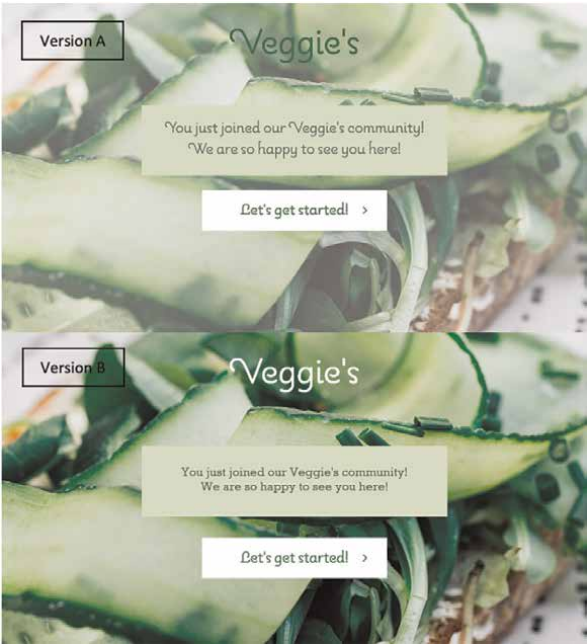 Version A
Veggie's
You just joined our Veggie's community!
We are so happy to see you here!
Let's get started! >
Version B
Veggie's
You just joined our Veggie's community!
We are so happy to see you here!
Let's get started! >